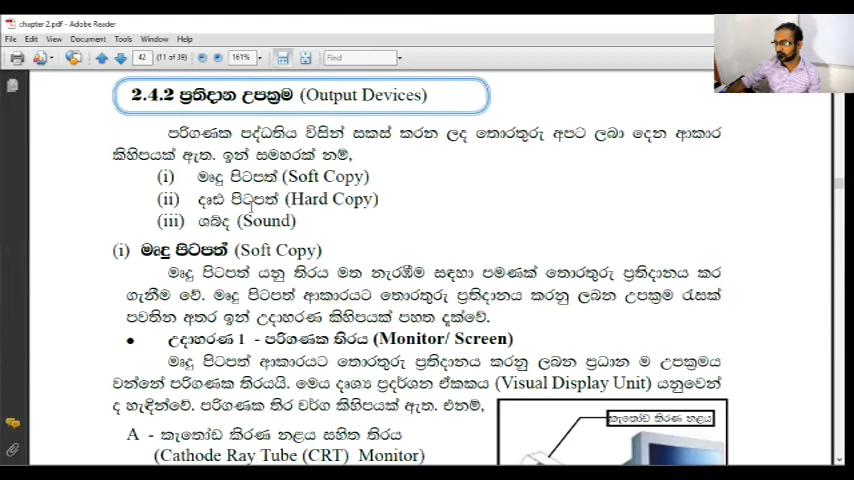 chapter 2.pdf - Adobe Reader
File Edit View Document Tools Window Help
42 (11 of 39) 161% Find
2.4.2 ප්‍රතිදාන උපක්‍රම (Output Devices)
පරිගණක පද්ධතිය විසින් සකස් කරන ලද තොරතුරු අපට ලබා දෙන ආකාර
කිහිපයක් ඇත. ඉන් සමහරක් නම්,
(i) මෘදු පිටපත් (Soft Copy)
(ii) දෘඪ පිටපත් (Hard Copy)
(iii) ශබ්ද (Sound)
(i) මෘදු පිටපත් (Soft Copy)
මෘදු පිටපත් යනු තිරය මත නැරඹීම සඳහා පමණක් තොරතුරු ප්‍රතිදානය කර
ගැනීම වේ. මෘදු පිටපත් ආකාරයට තොරතුරු ප්‍රතිදානය කරනු ලබන උපක්‍රම රැසක්
පවතින අතර ඉන් උදාහරණ කිහිපයක් පහත දැක්වේ.
• උදාහරණ 1 - පරිගණක තිරය (Monitor/ Screen)
මෘදු පිටපත් ආකාරයට තොරතුරු ප්‍රතිදානය කරනු ලබන ප්‍රධාන ම උපක්‍රමය
වන්නේ පරිගණක තිරයයි. මෙය දෘශ්‍ය ප්‍රදර්ශන ඒකකය (Visual Display Unit) යනුවෙන්
ද හැඳින්වේ. පරිගණක තිර වර්ග කිහිපයක් ඇත. එනම්,
කැතෝඩ කිරණ නළය
A - කැතෝඩ කිරණ නළය සහිත තිරය
(Cathode Ray Tube (CRT) Monitor)